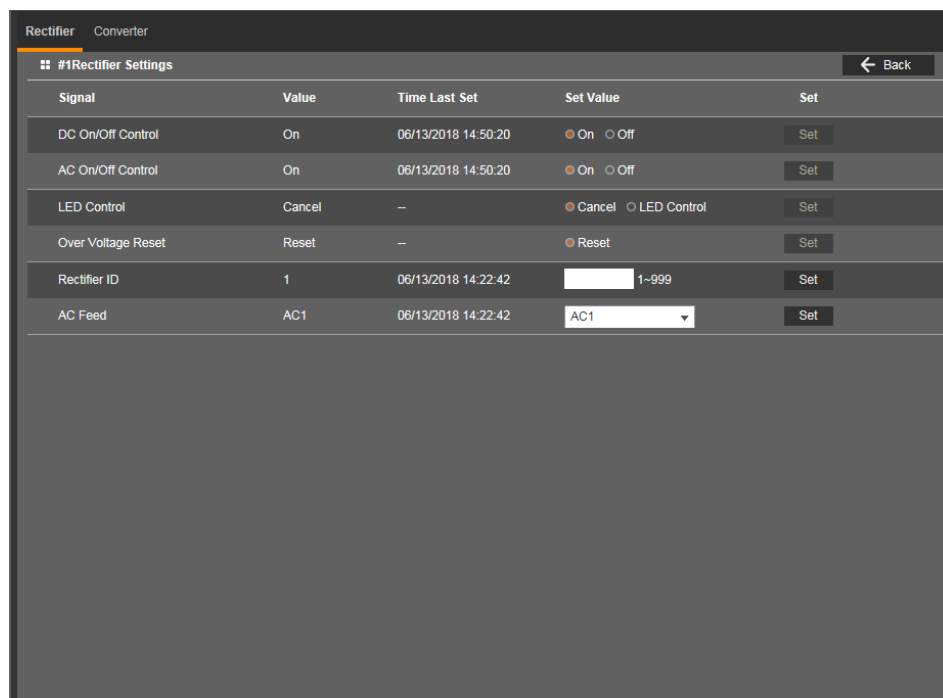 Rectifier Converter
#1Rectifier Settings ← Back
Signal Value Time Last Set Set Value Set
DC On/Off Control On 06/13/2018 14:50:20 On Off Set
AC On/Off Control On 06/13/2018 14:50:20 On Off Set
LED Control Cancel -- Cancel LED Control Set
Over Voltage Reset Reset -- Reset Set
Rectifier ID 1 06/13/2018 14:22:42 1~999 Set
AC Feed AC1 06/13/2018 14:22:42 AC1 Set